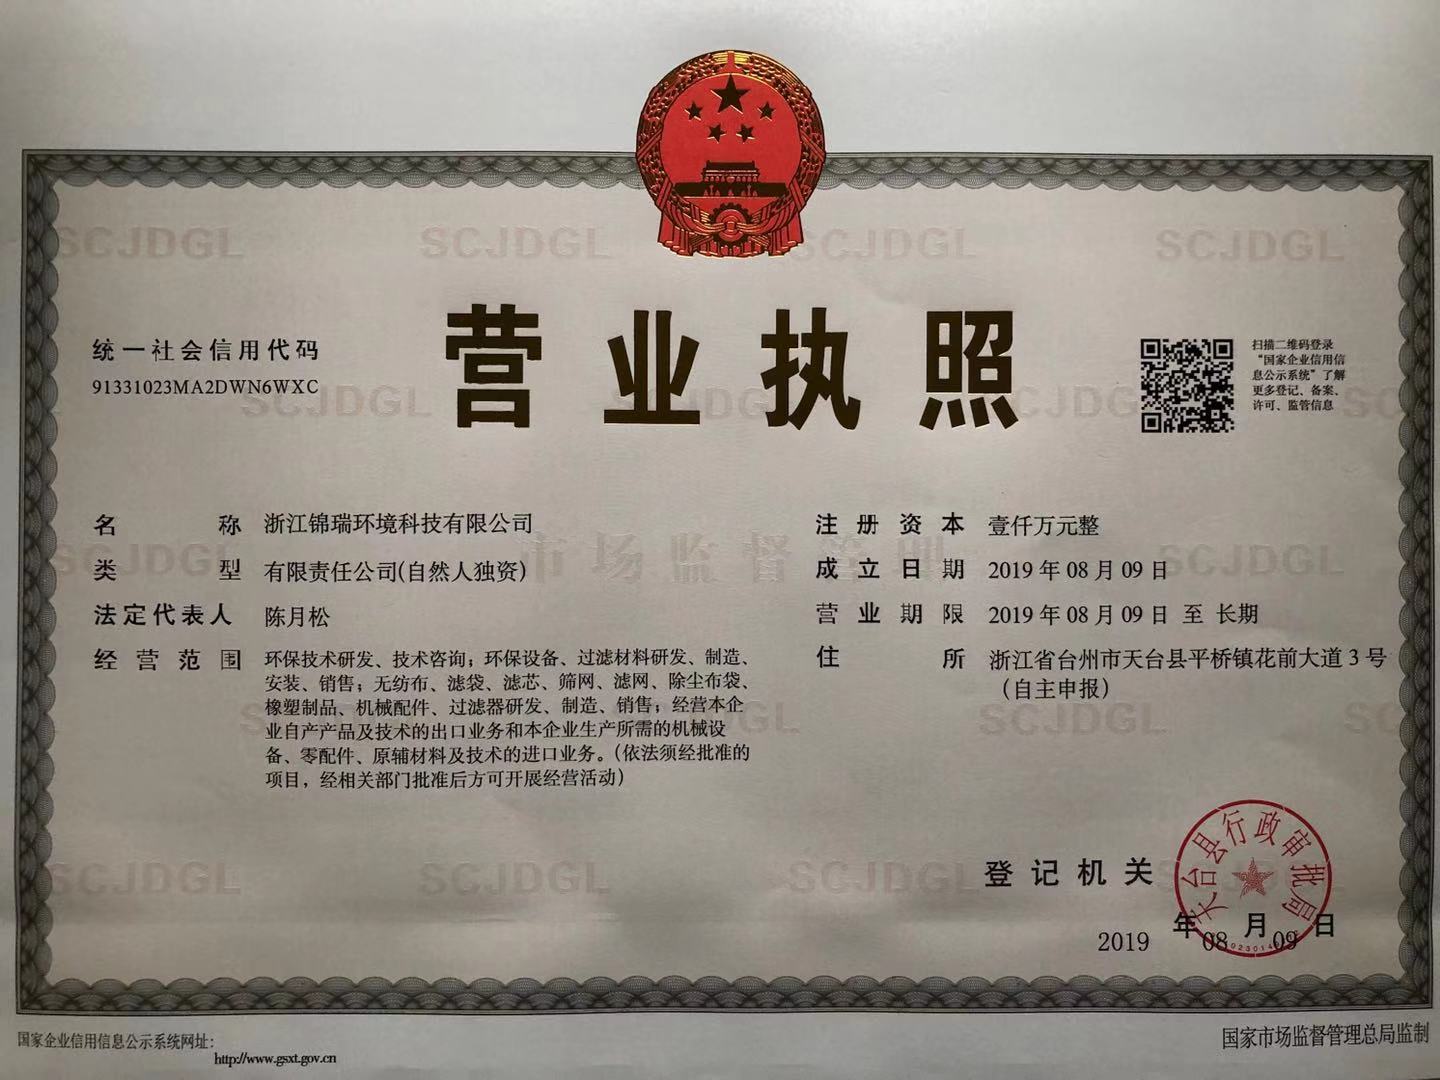 营业执照
统一社会信用代码
91331023MA2DWN6WXC
扫描二维码登录
“国家企业信用信
息公示系统”了解
更多登记、备案、
许可、监管信息
名称 浙江锦瑞环境科技有限公司
类型 有限责任公司(自然人独资)
法定代表人 陈月松
经营范围 环保技术研发、技术咨询；环保设备、过滤材料研发、制造、
安装、销售；无纺布、滤袋、滤芯、筛网、滤网、除尘布袋、
橡塑制品、机械配件、过滤器研发、制造、销售；经营本企
业自产产品及技术的出口业务和本企业生产所需的机械设
备、零配件、原辅材料及技术的进口业务。(依法须经批准的
项目，经相关部门批准后方可开展经营活动)
注册资本 壹仟万元整
成立日期 2019年08月09日
营业期限 2019年08月09日 至 长期
住所 浙江省台州市天台县平桥镇花前大道3号
（自主申报）
登记机关
天台县行政审批局
2019年08月09日
国家企业信用信息公示系统网址：
http://www.gsxt.gov.cn
国家市场监督管理总局监制
SCJDGL
市场监督管理